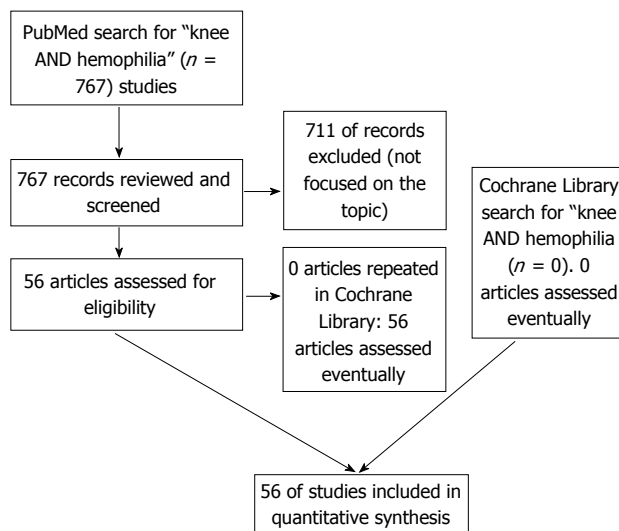 PubMed search for “knee
AND hemophilia” (n =
767) studies
711 of records
excluded (not
focused on the
topic)
767 records reviewed and
screened
Cochrane Library
search for “knee
AND hemophilia
(n = 0). 0
articles assessed
eventually
56 articles assessed for
eligibility
0 articles repeated
in Cochrane
Library: 56
articles assessed
eventually
56 of studies included in
quantitative synthesis